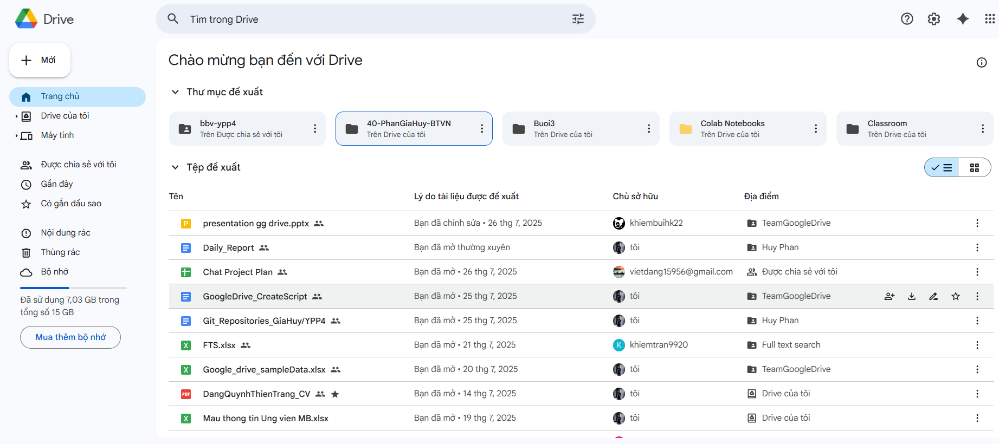 Drive
Tìm trong Drive
Mới
Trang chủ
Drive của tôi
Máy tính
Được chia sẻ với tôi
Gần đây
Có gắn dấu sao
Nội dung rác
Thùng rác
Bộ nhớ
Đã sử dụng 7,03 GB trong
tổng số 15 GB
Mua thêm bộ nhớ
Chào mừng bạn đến với Drive
Thư mục đề xuất
bbv-ypp4
Trên Được chia sẻ với tôi
40-PhanGiaHuy-BTVN
Trên Drive của tôi
Buoi3
Trên Drive của tôi
Colab Notebooks
Trên Drive của tôi
Classroom
Trên Drive của tôi
Tệp đề xuất
Tên Lý do tài liệu được đề xuất Chủ sở hữu Địa điểm
P presentation gg drive.pptx Bạn đã chỉnh sửa • 26 thg 7, 2025 khiembuihk22 TeamGoogleDrive
Daily_Report Bạn đã mở thường xuyên tôi Huy Phan
Chat Project Plan Bạn đã mở • 26 thg 7, 2025 vietdang15956@gmail.com Được chia sẻ với tôi
GoogleDrive_CreateScript Bạn đã mở • 25 thg 7, 2025 tôi TeamGoogleDrive
Git_Repositories_GiaHuy/YPP4 Bạn đã mở • 25 thg 7, 2025 tôi Huy Phan
X FTS.xlsx Bạn đã mở • 21 thg 7, 2025 K khiemtran9920 Full text search
X Google_drive_sampleData.xlsx Bạn đã mở • 20 thg 7, 2025 tôi TeamGoogleDrive
PDF DangQuynhThienTrang_CV Bạn đã mở • 14 thg 7, 2025 tôi Drive của tôi
X Mau thong tin Ung vien MB.xlsx Bạn đã mở • 19 thg 7, 2025 tôi Drive của tôi